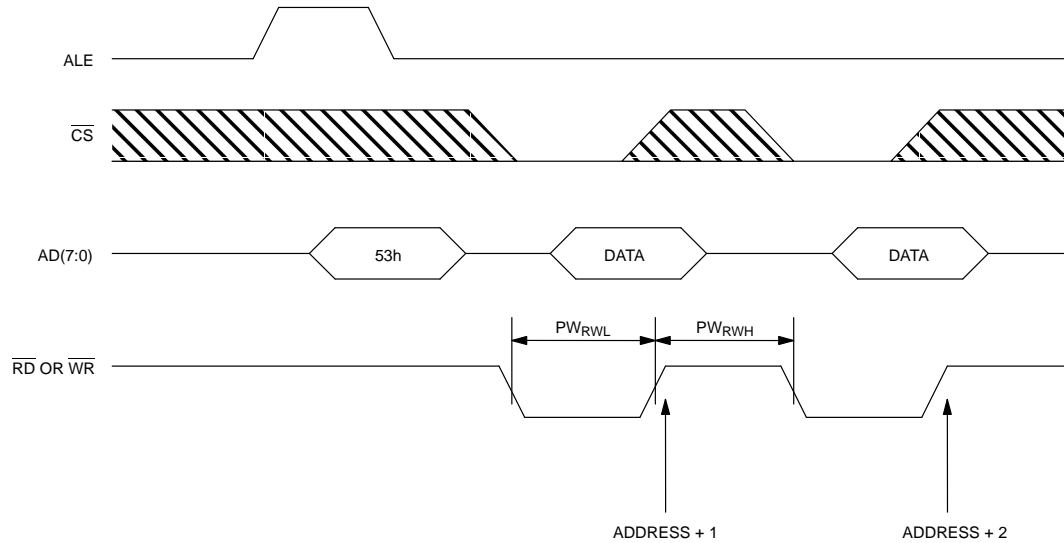 ALE
CS
AD(7:0)
53h
DATA
DATA
PWRWL
PWRWH
RD OR WR
ADDRESS + 1
ADDRESS + 2